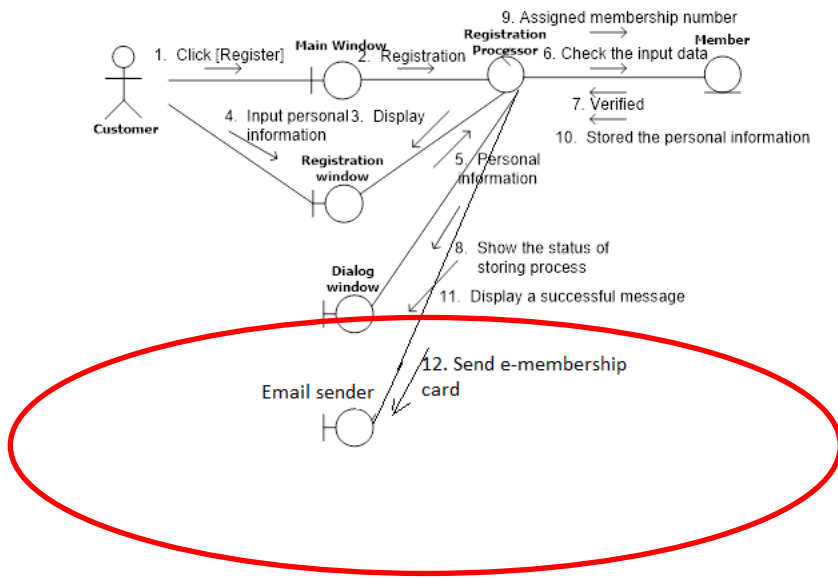 9. Assigned membership number
Registration
Processor
Member
1. Click [Register]
Main Window
2. Registration
6. Check the input data
7. Verified
Customer
4. Input personal
information
3. Display
10. Stored the personal information
Registration
window
5. Personal
information
8. Show the status of
storing process
Dialog
window
11. Display a successful message
12. Send e-membership
card
Email sender